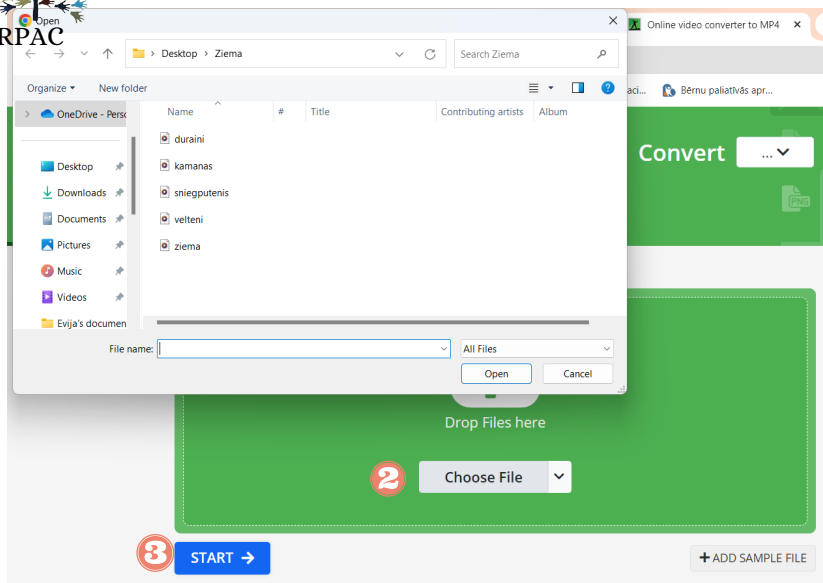 Open
RPAC
Desktop > Ziema
Search Ziema
Online video converter to MP4
Organize
New folder
aci...
Bērnu paliatīvās apr...
OneDrive - Perso
Name
#
Title
Contributing artists
Album
Desktop
Downloads
Documents
Pictures
Music
Videos
Evija's documen
duraini
kamanas
sniegputenis
velteni
ziema
File name:
All Files
Open
Cancel
Convert
...
PNG
Drop Files here
2
Choose File
3
START →
+ ADD SAMPLE FILE